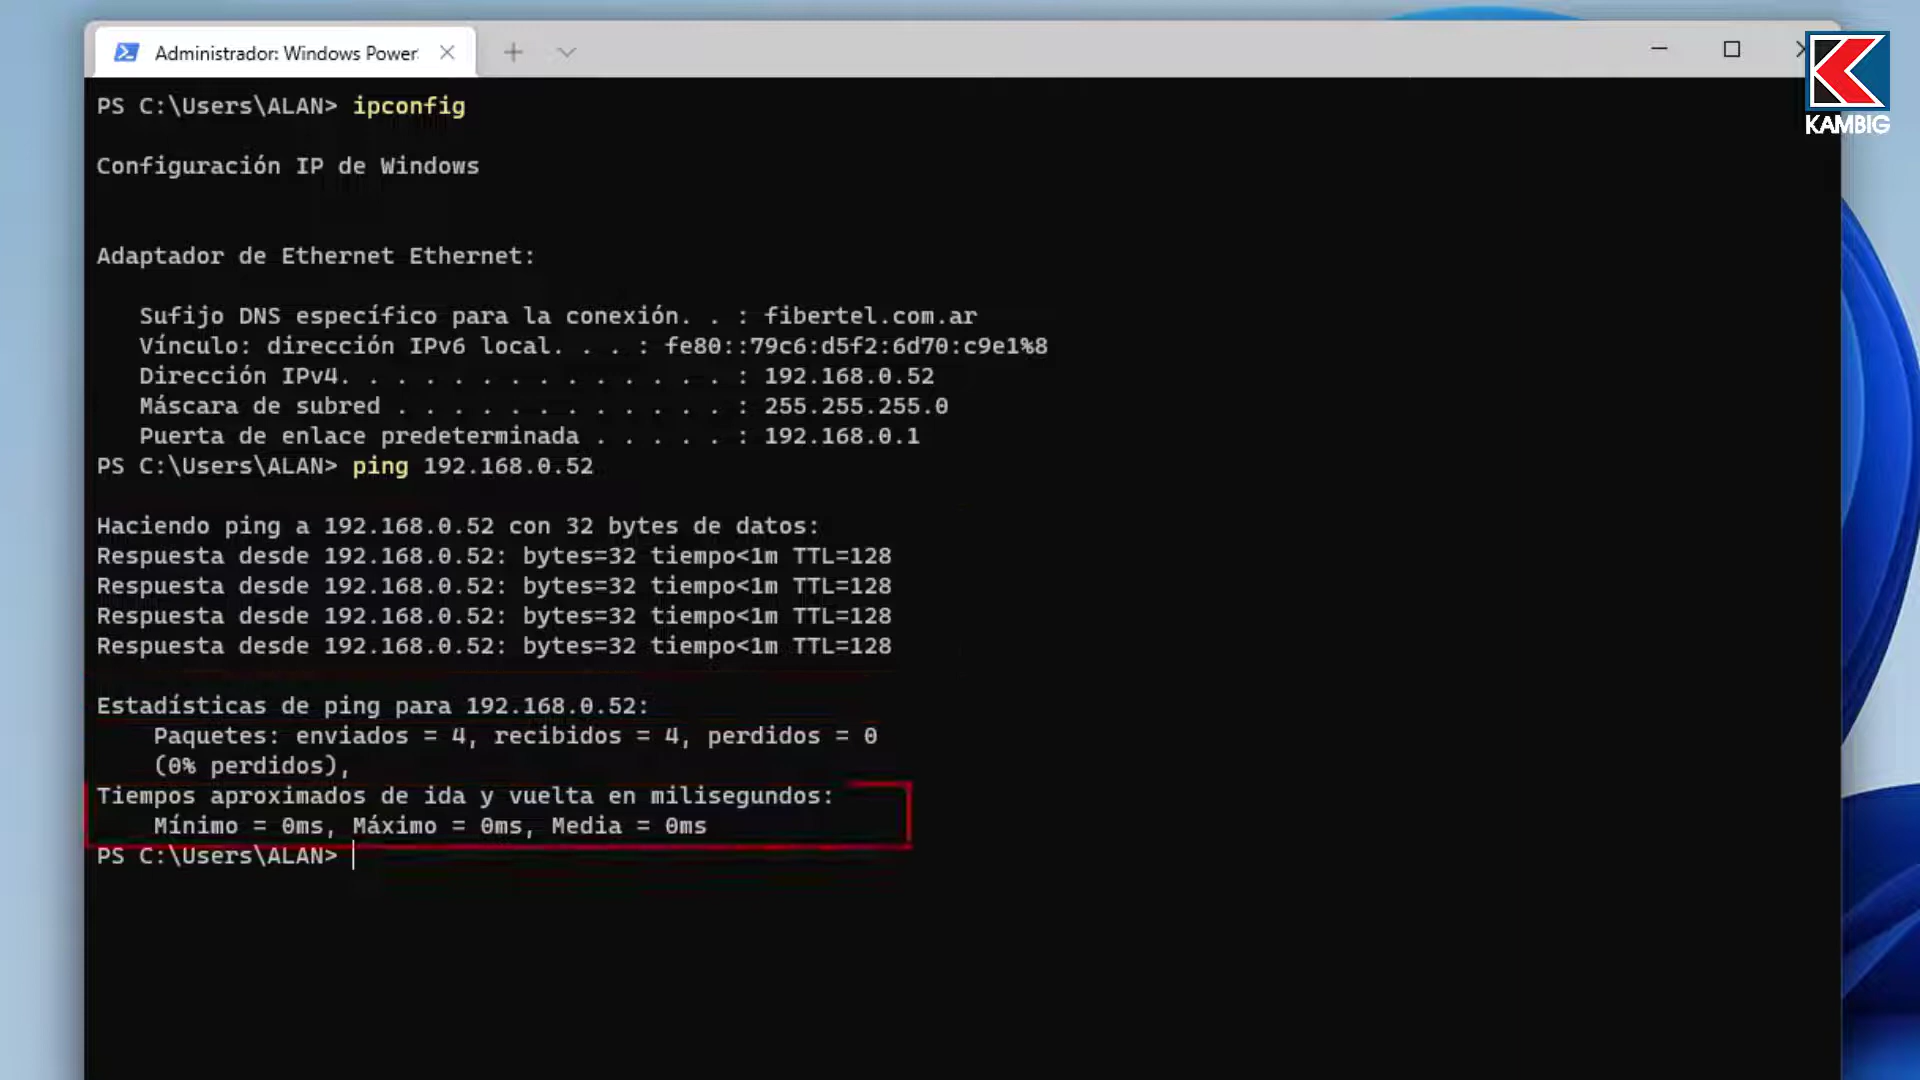 Administrador: Windows Power
KAMBIG
PS C:\Users\ALAN> ipconfig
Configuración IP de Windows
Adaptador de Ethernet Ethernet:
Sufijo DNS específico para la conexión. . : fibertel.com.ar
Vínculo: dirección IPv6 local. . . : fe80::79c6:d5f2:6d70:c9e1%8
Dirección IPv4. . . . . . . . . . . . . . : 192.168.0.52
Máscara de subred . . . . . . . . . . . . : 255.255.255.0
Puerta de enlace predeterminada . . . . . : 192.168.0.1
PS C:\Users\ALAN> ping 192.168.0.52
Haciendo ping a 192.168.0.52 con 32 bytes de datos:
Respuesta desde 192.168.0.52: bytes=32 tiempo<1m TTL=128
Respuesta desde 192.168.0.52: bytes=32 tiempo<1m TTL=128
Respuesta desde 192.168.0.52: bytes=32 tiempo<1m TTL=128
Respuesta desde 192.168.0.52: bytes=32 tiempo<1m TTL=128
Estadísticas de ping para 192.168.0.52:
Paquetes: enviados = 4, recibidos = 4, perdidos = 0
(0% perdidos),
Tiempos aproximados de ida y vuelta en milisegundos:
Mínimo = 0ms, Máximo = 0ms, Media = 0ms
PS C:\Users\ALAN>